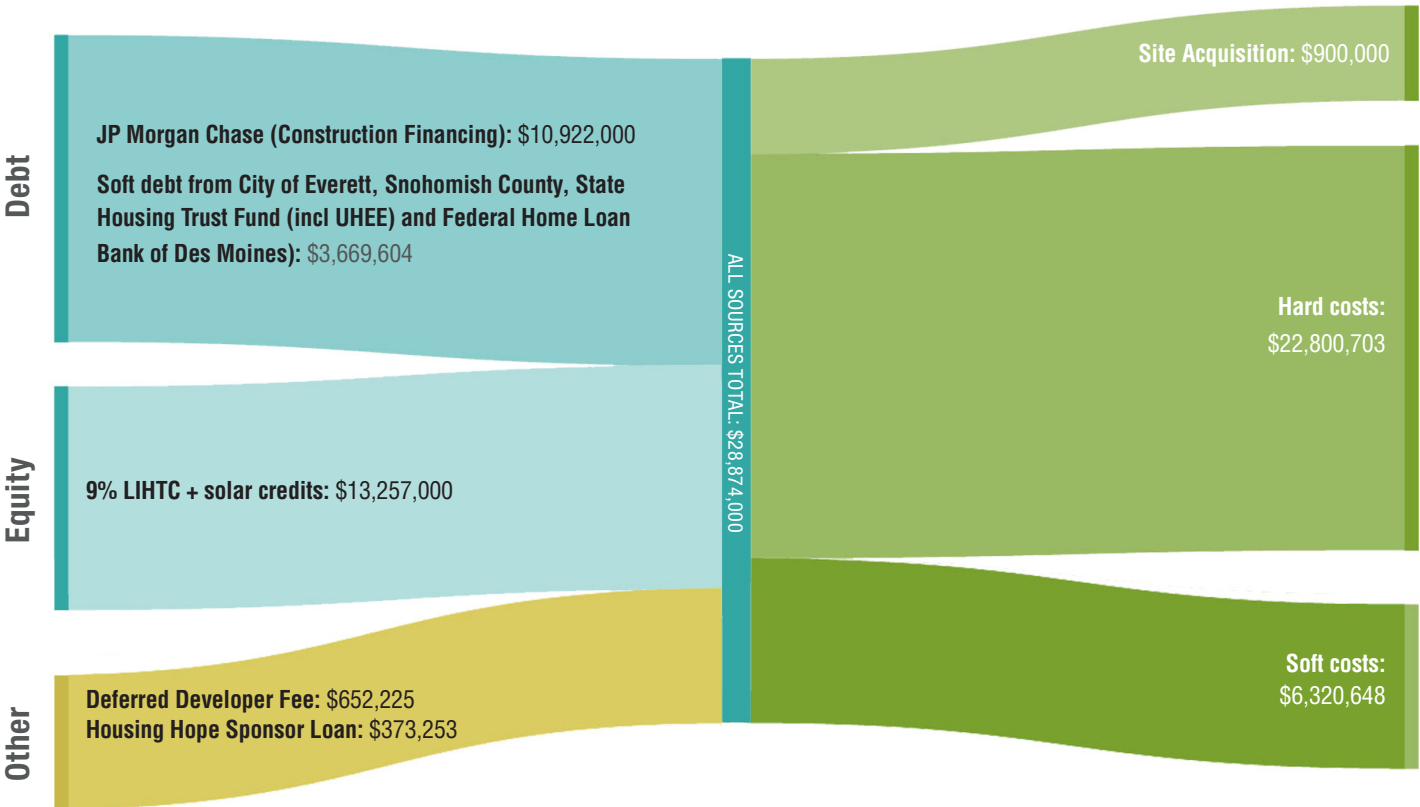 Debt
JP Morgan Chase (Construction Financing): $10,922,000
Soft debt from City of Everett, Snohomish County, State
Housing Trust Fund (incl UHEE) and Federal Home Loan
Bank of Des Moines): $3,669,604
Equity
9% LIHTC + solar credits: $13,257,000
Other
Deferred Developer Fee: $652,225
Housing Hope Sponsor Loan: $373,253
ALL SOURCES TOTAL: $28,874,000
Site Acquisition: $900,000
Hard costs:
$22,800,703
Soft costs:
$6,320,648